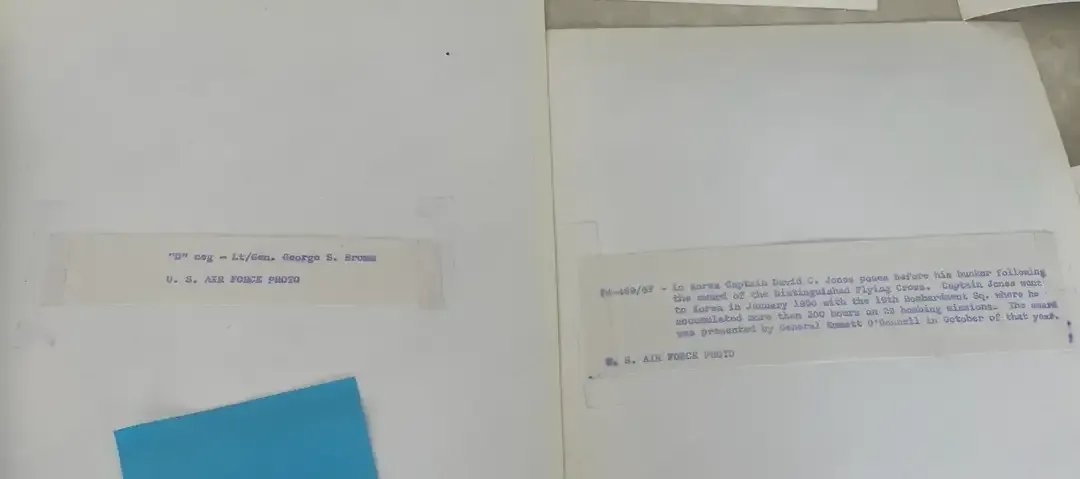 "D" neg - Lt/Gen. George S. Brown
U. S. AIR FORCE PHOTO
- In Korea Captain David C. Jones poses before his bunker following
the award of the Distinguished Flying Cross. Captain Jones went
to Korea in January 1950 with the 19th Bombardment Sq. where he
accumulated more than 300 hours on bombing missions. The award
was presented by General Emmett O'Donnell in October of that year.
U. S. AIR FORCE PHOTO